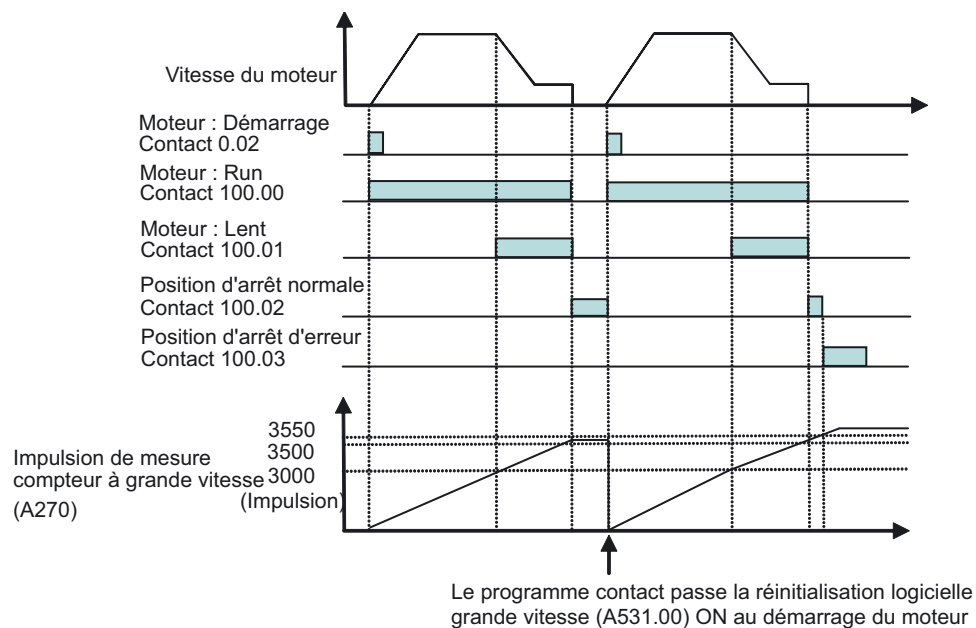 Vitesse du moteur
Moteur : Démarrage
Contact 0.02
Moteur : Run
Contact 100.00
Moteur : Lent
Contact 100.01
Position d'arrêt normale
Contact 100.02
Position d'arrêt d'erreur
Contact 100.03
3550
3500
Impulsion de mesure
compteur à grande vitesse
3000
(Impulsion)
(A270)
Le programme contact passe la réinitialisation logicielle
grande vitesse (A531.00) ON au démarrage du moteur